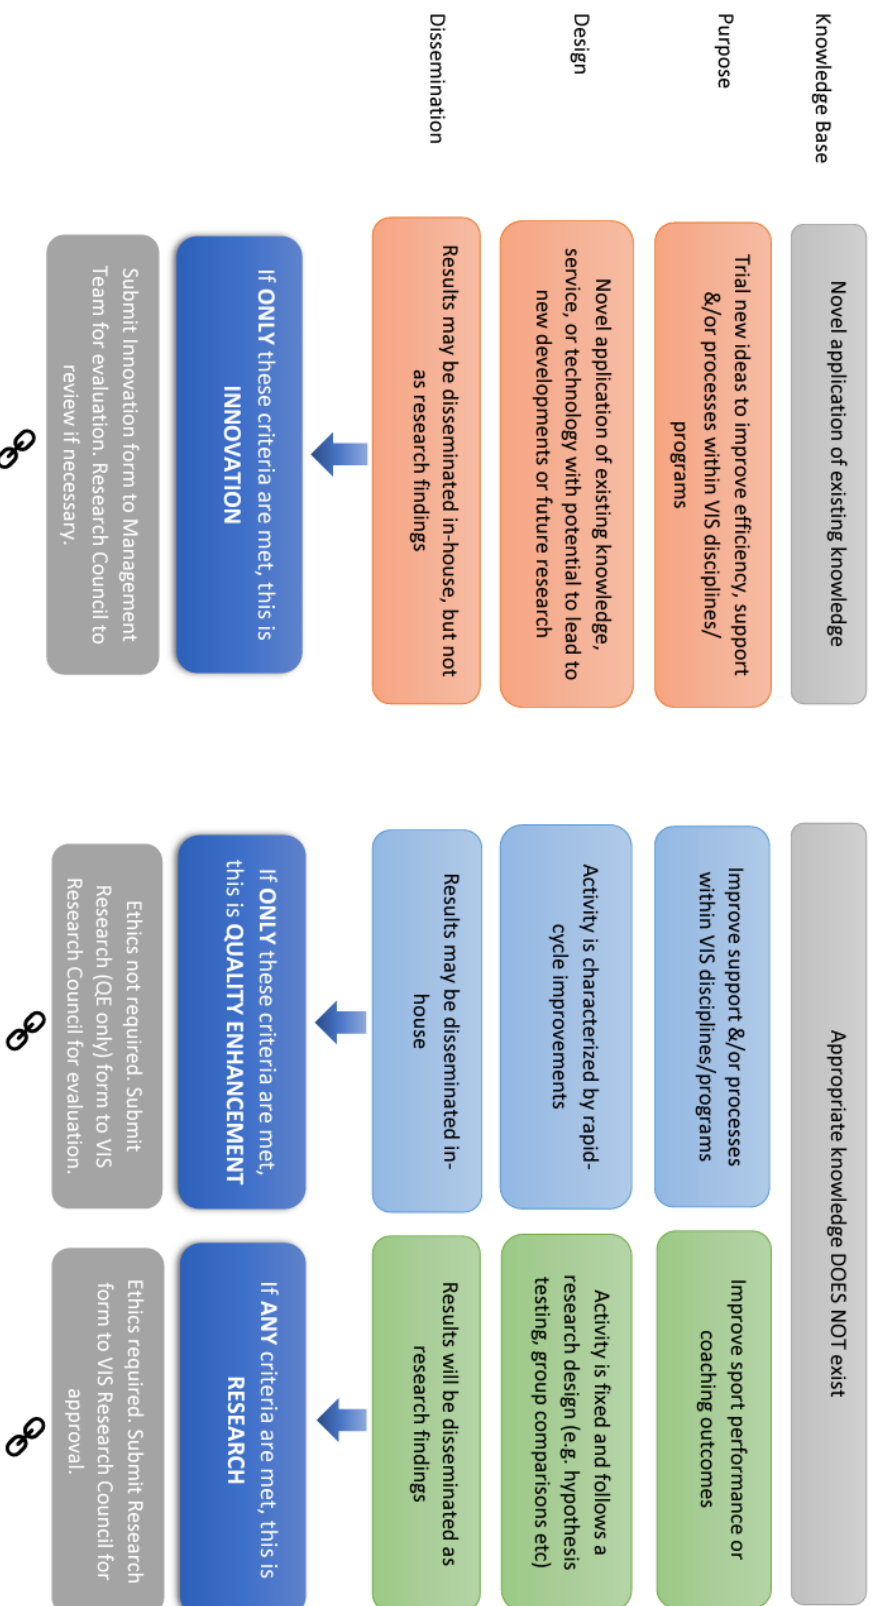 Knowledge Base
Novel application of existing knowledge
Appropriate knowledge DOES NOT exist
Purpose
Trial new ideas to improve efficiency, support
&/or processes within VIS disciplines/
programs
Improve support &/or processes
within VIS disciplines/programs
Improve sport performance or
coaching outcomes
Design
Novel application of existing knowledge,
service, or technology with potential to lead to
new developments or future research
Activity is characterized by rapid-
cycle improvements
Activity is fixed and follows a
research design (e.g. hypothesis
testing, group comparisons etc)
Dissemination
Results may be disseminated in-house, but not
as research findings
Results may be disseminated in-
house
Results will be disseminated as
research findings
If ONLY these criteria are met, this is
INNOVATION
If ONLY these criteria are met,
this is QUALITY ENHANCEMENT
If ANY criteria are met, this is
RESEARCH
Submit Innovation form to Management
Team for evaluation. Research Council to
review if necessary.
Ethics not required. Submit
Research (QE only) form to VIS
Research Council for evaluation.
Ethics required. Submit Research
form to VIS Research Council for
approval.